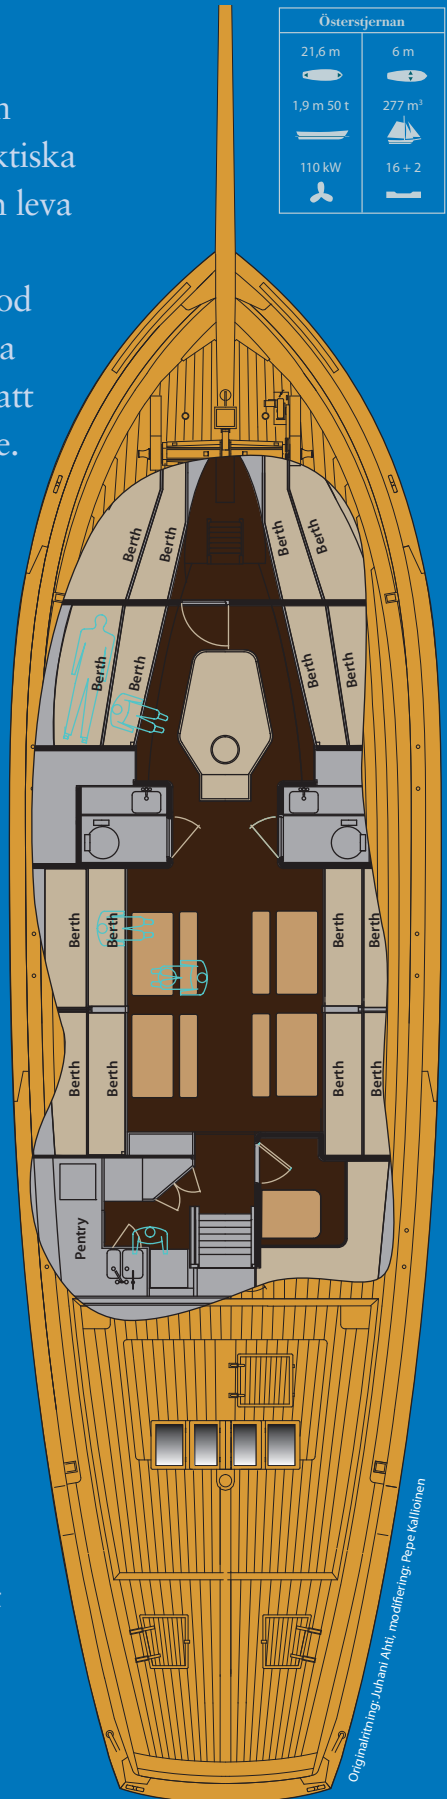 Österstjernan
21,6 m 6 m
1,9 m 50 t 277 m³
110 kW 16 + 2
n
ktiska
n leva
od
a
att
e.
Berth Berth Berth Berth
Berth Berth Berth Berth
Berth Berth Berth Berth
Berth Berth Berth Berth
Pentry
Originalritning: Juhani Ahti, modifiering: Pepe Kallioinen